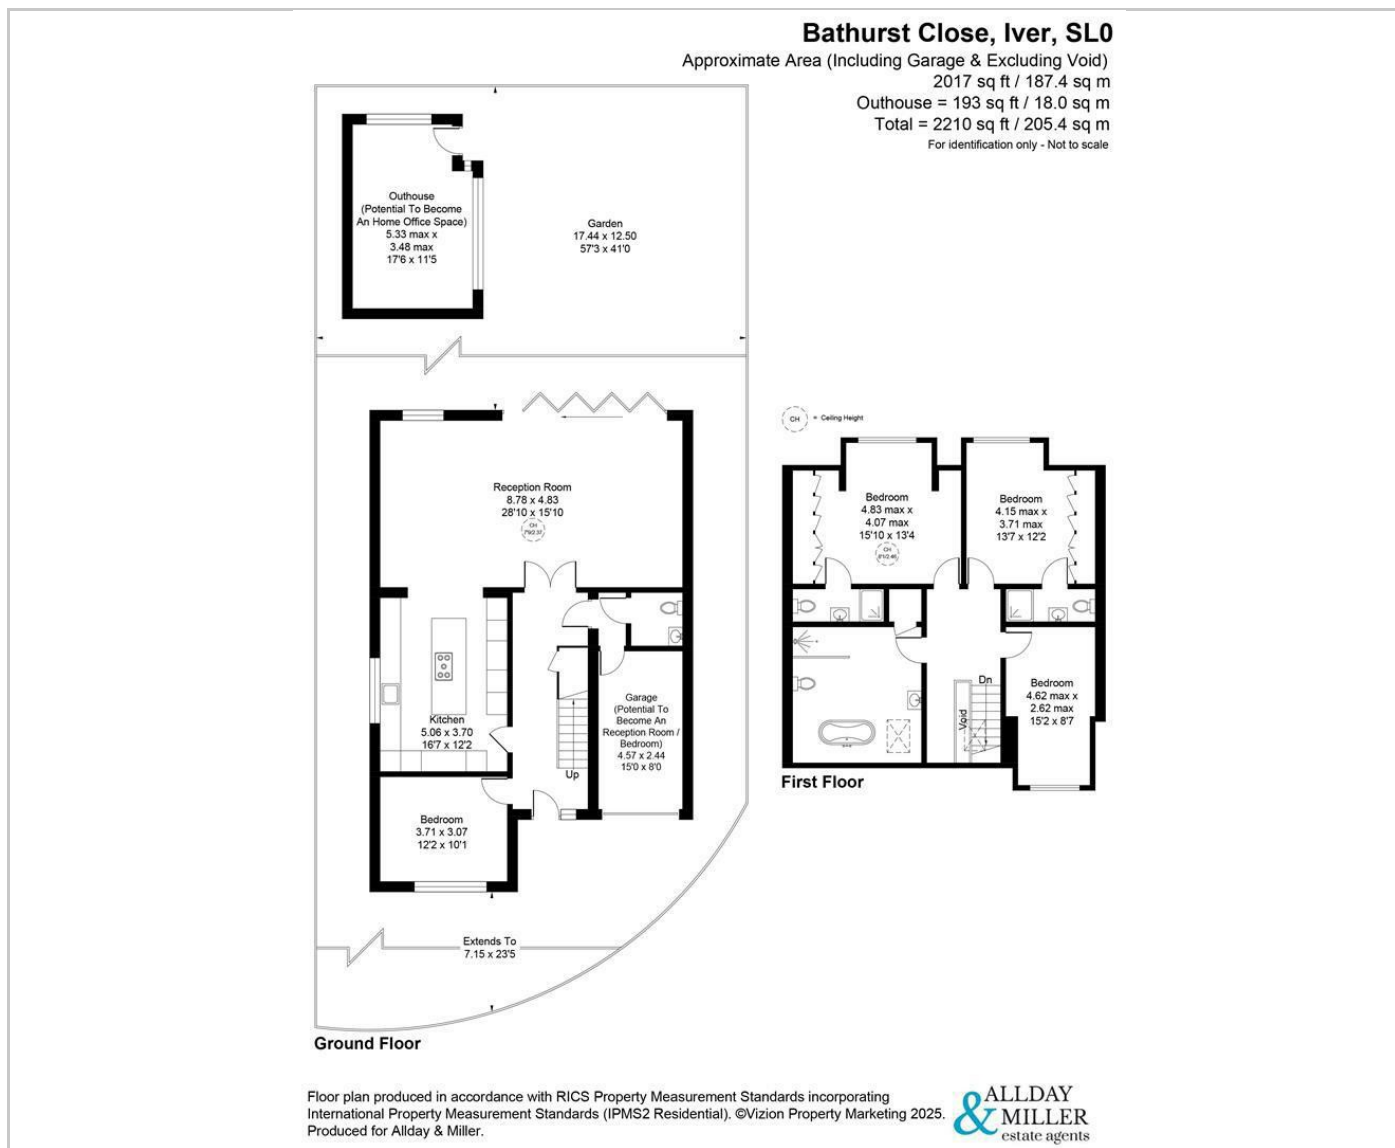 Bathurst Close, Iver, SL0
Approximate Area (Including Garage & Excluding Void)
2017 sq ft / 187.4 sq m
Outhouse = 193 sq ft / 18.0 sq m
Total = 2210 sq ft / 205.4 sq m
For identification only - Not to scale
Outhouse
(Potential To Become
An Home Office Space)
5.33 max x
3.48 max
17'6 x 11'5
Garden
17.44 x 12.50
57'3 x 41'0
Reception Room
8.78 x 4.83
28'10 x 15'10
CH
Kitchen
5.06 x 3.70
16'7 x 12'2
Up
Garage
(Potential To
Become An
Reception Room /
Bedroom)
4.57 x 2.44
15'0 x 8'0
Bedroom
3.71 x 3.07
12'2 x 10'1
Extends To
7.15 x 23'5
Ground Floor
CH = Ceiling Height
Bedroom
4.83 max x
4.07 max
15'10 x 13'4
CH
Bedroom
4.15 max x
3.71 max
13'7 x 12'2
Dn
Void
Bedroom
4.62 max x
2.62 max
15'2 x 8'7
First Floor
Floor plan produced in accordance with RICS Property Measurement Standards incorporating
International Property Measurement Standards (IPMS2 Residential). ©Vizion Property Marketing 2025.
Produced for Allday & Miller.
ALLDAY
& MILLER
estate agents